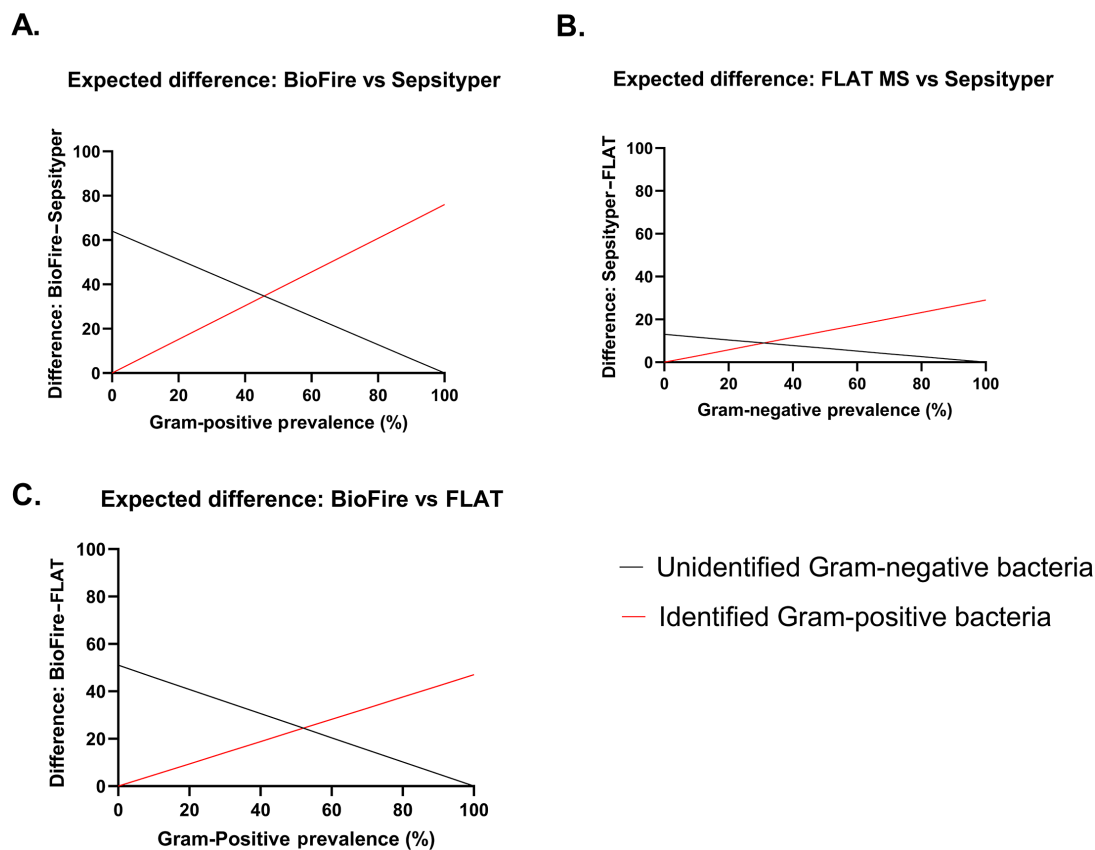 A.
Expected difference: BioFire vs Sepsityper
Difference: BioFire–Sepsityper
100
80
60
40
20
0
0 20 40 60 80 100
Gram-positive prevalence (%)
B.
Expected difference: FLAT MS vs Sepsityper
Difference: Sepsityper–FLAT
100
80
60
40
20
0
0 20 40 60 80 100
Gram-negative prevalence (%)
C.
Expected difference: BioFire vs FLAT
Difference: BioFire–FLAT
100
80
60
40
20
0
0 20 40 60 80 100
Gram-Positive prevalence (%)
Unidentified Gram-negative bacteria
Identified Gram-positive bacteria